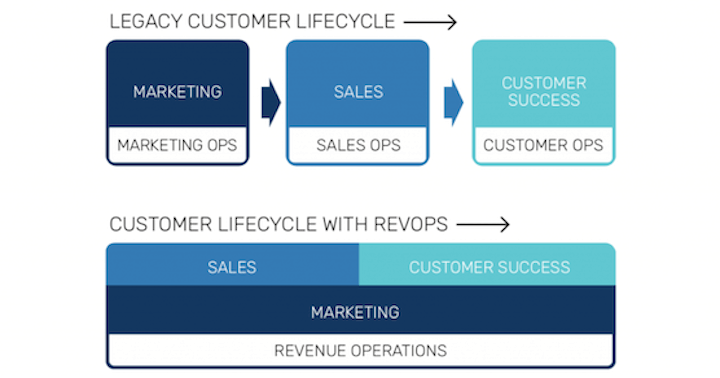 LEGACY CUSTOMER LIFECYCLE
MARKETING
SALES
CUSTOMER
SUCCESS
MARKETING OPS
SALES OPS
CUSTOMER OPS
CUSTOMER LIFECYCLE WITH REVOPS
SALES
CUSTOMER SUCCESS
MARKETING
REVENUE OPERATIONS